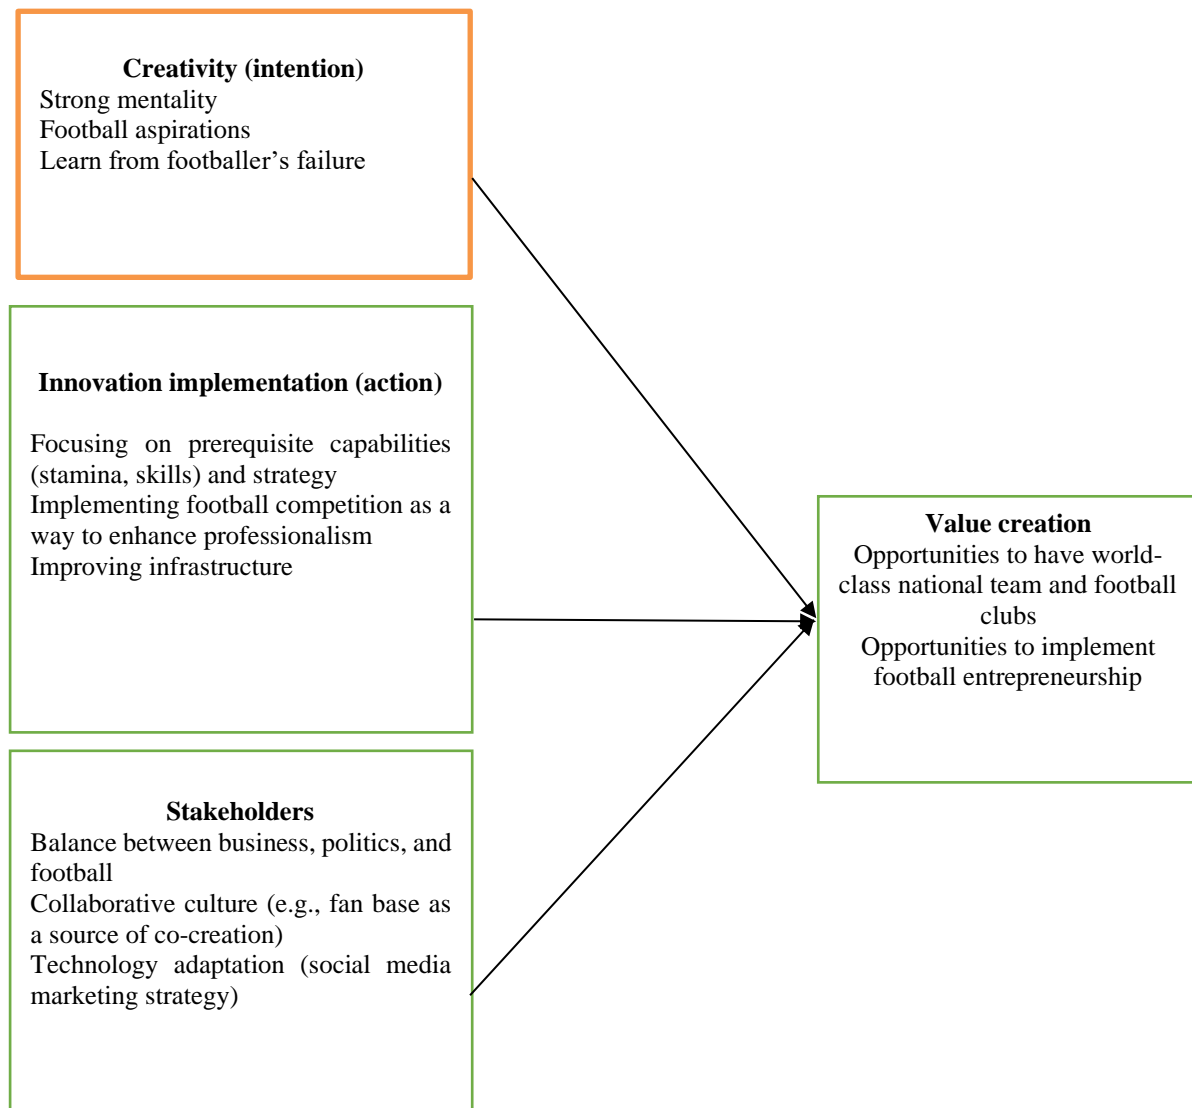 Creativity (intention)
Strong mentality
Football aspirations
Learn from footballer’s failure
Innovation implementation (action)
Focusing on prerequisite capabilities
(stamina, skills) and strategy
Implementing football competition as a
way to enhance professionalism
Improving infrastructure
Stakeholders
Balance between business, politics, and
football
Collaborative culture (e.g., fan base as
a source of co-creation)
Technology adaptation (social media
marketing strategy)
Value creation
Opportunities to have world-
class national team and football
clubs
Opportunities to implement
football entrepreneurship